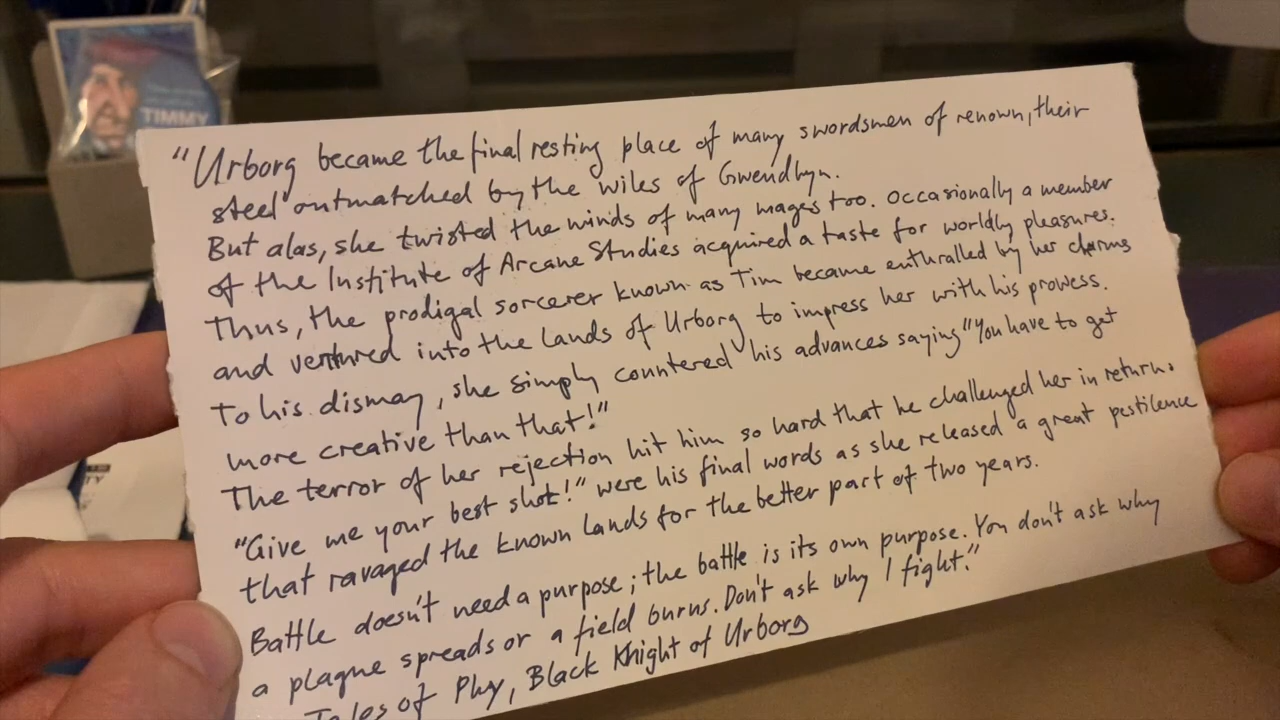 TIMMY
"Urborg became the final resting place of many swordsmen of renown, their
steel outmatched by the wiles of Gwendlyn.
But alas, she twisted the minds of many mages too. Occasionally a member
of the Institute of Arcane Studies acquired a taste for worldly pleasures.
Thus, the prodigal sorcerer known as Tim became enthralled by her charms
and ventured into the lands of Urborg to impress her with his prowess.
To his dismay, she simply countered his advances saying "You have to get
more creative than that!"
The terror of her rejection hit him so hard that he challenged her in return.
"Give me your best shot!" were his final words as she released a great pestilence
that ravaged the known lands for the better part of two years.
Battle doesn't need a purpose; the battle is its own purpose. You don't ask why
a plague spreads or a field burns. Don't ask why I fight."
Tales of Phy, Black Knight of Urborg